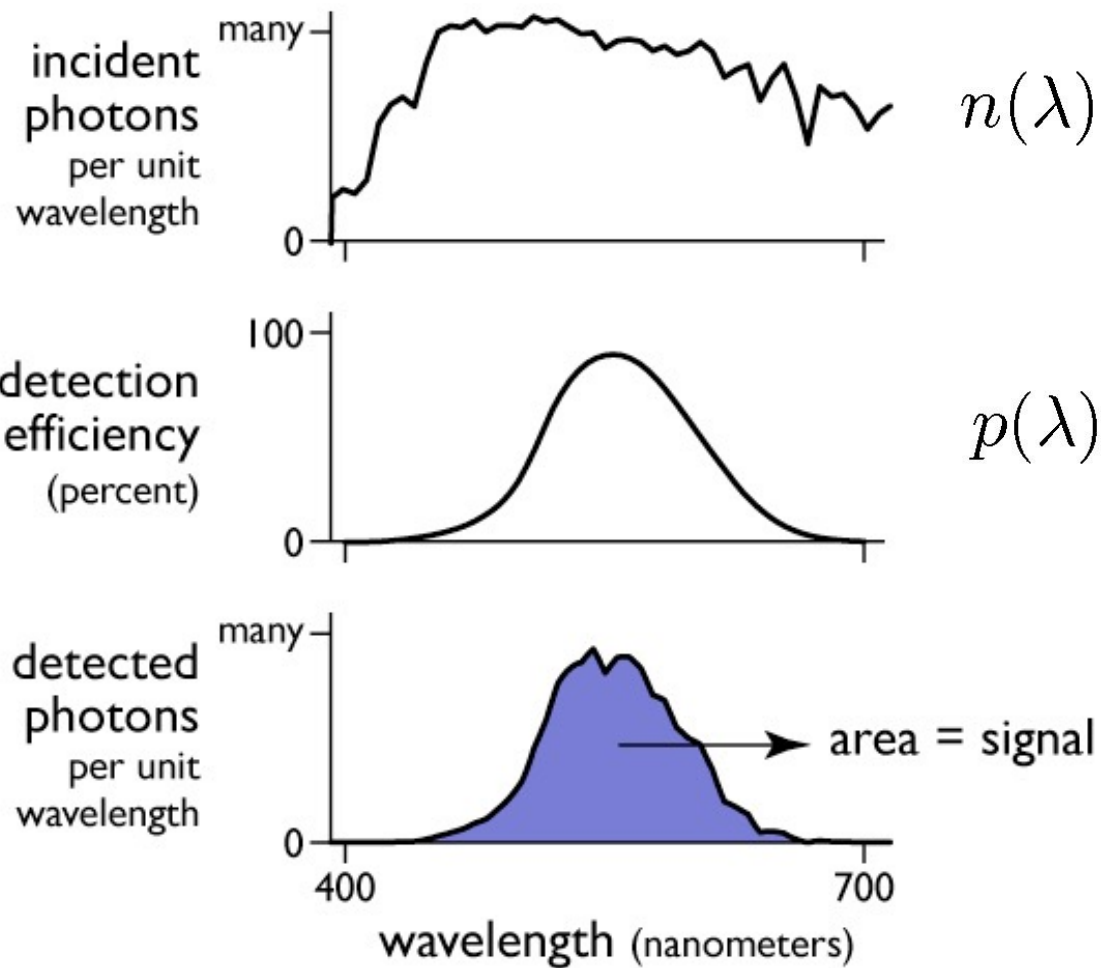 many
incident
photons
per unit
wavelength
n(λ)
0
100
detection
efficiency
(percent)
p(λ)
0
many
detected
photons
per unit
wavelength
area = signal
0
400
700
wavelength (nanometers)